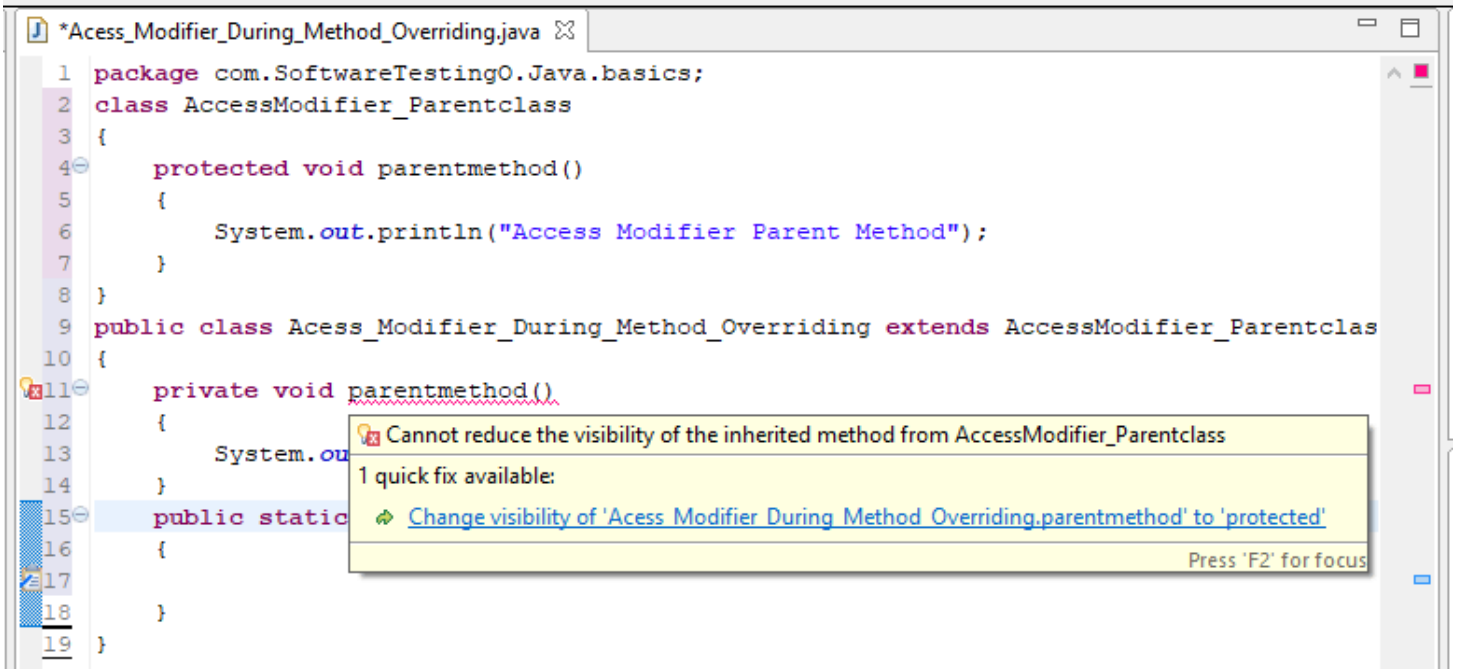 *Acess_Modifier_During_Method_Overriding.java
1 package com.SoftwareTestingO.Java.basics;
2 class AccessModifier_Parentclass
3 {
4 protected void parentmethod()
5 {
6 System.out.println("Access Modifier Parent Method");
7 }
8 }
9 public class Acess_Modifier_During_Method_Overriding extends AccessModifier_Parentclas
10 {
11 private void parentmethod()
12 {
13 System.ou
14 }
15 public static
16 {
17
18 }
19 }
Cannot reduce the visibility of the inherited method from AccessModifier_Parentclass
1 quick fix available:
Change visibility of 'Acess_Modifier_During_Method_Overriding.parentmethod' to 'protected'
Press 'F2' for focus